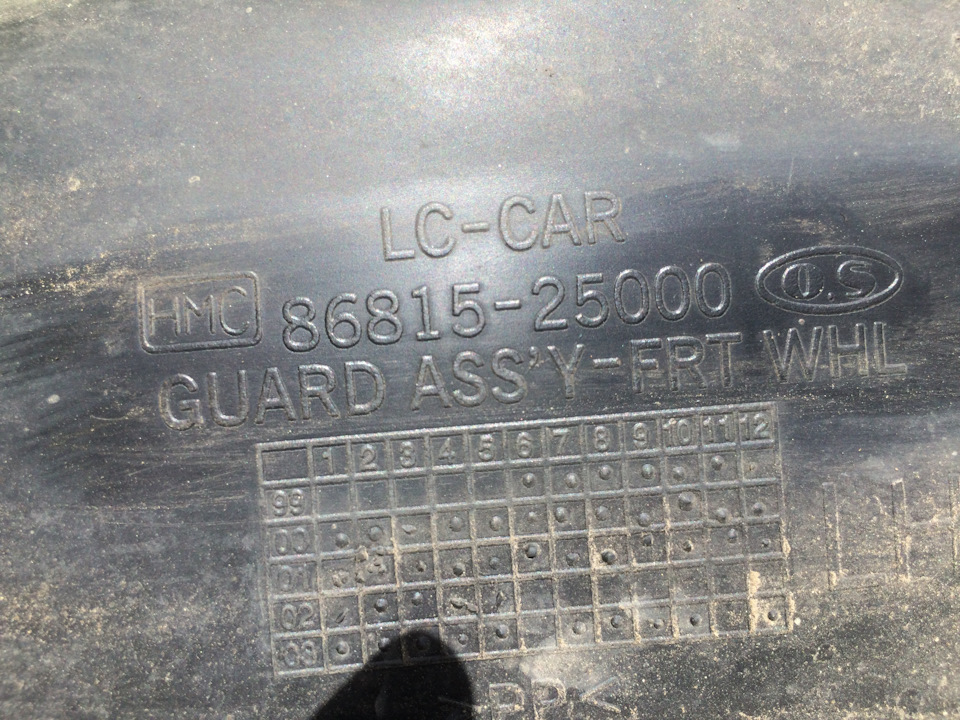 LC-CAR
HMC 86815-25000 O.S
GUARD ASS'Y-FRT WHL
1 2 3 4 5 6 7 8 9 10 11 12
99
00
01
02
03
>PP<